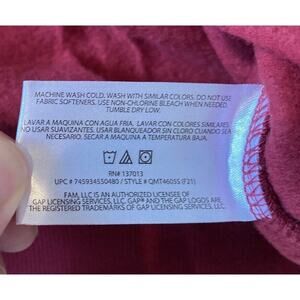 MACHINE WASH COLD. WASH WITH SIMILAR COLORS. DO NOT USE
FABRIC SOFTENERS. USE NON-CHLORINE BLEACH WHEN NEEDED.
TUMBLE DRY LOW.
LAVAR A MAQUINA CON AGUA FRIA. LAVAR CON COLORES SIMILARES
NO USAR SUAVIZANTES. USAR BLANQUEADOR SIN CLORO CUANDO SEA
NECESARIO. SECAR A MAQUINA A TEMPERATURA BAJA.
RN# 137013
UPC # 745934550480 / STYLE # QMT460SS (F21)
FAM, LLC IS AN AUTHORIZED LICENSEE OF
GAP LICENSING SERVICES, LLC. GAP® AND THE GAP LOGOS ARE
THE REGISTERED TRADEMARKS OF GAP LICENSING SERVICES, LLC.